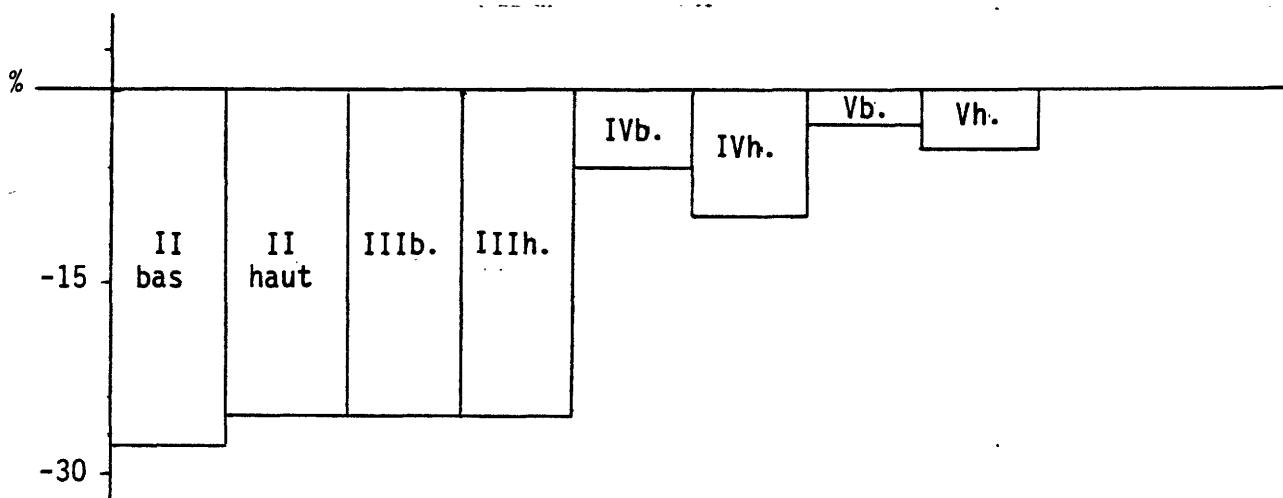 %
Vb.
Vh.
IVb.
IVh.
II
bas
II
haut
IIIb.
IIIh.
-15
-30